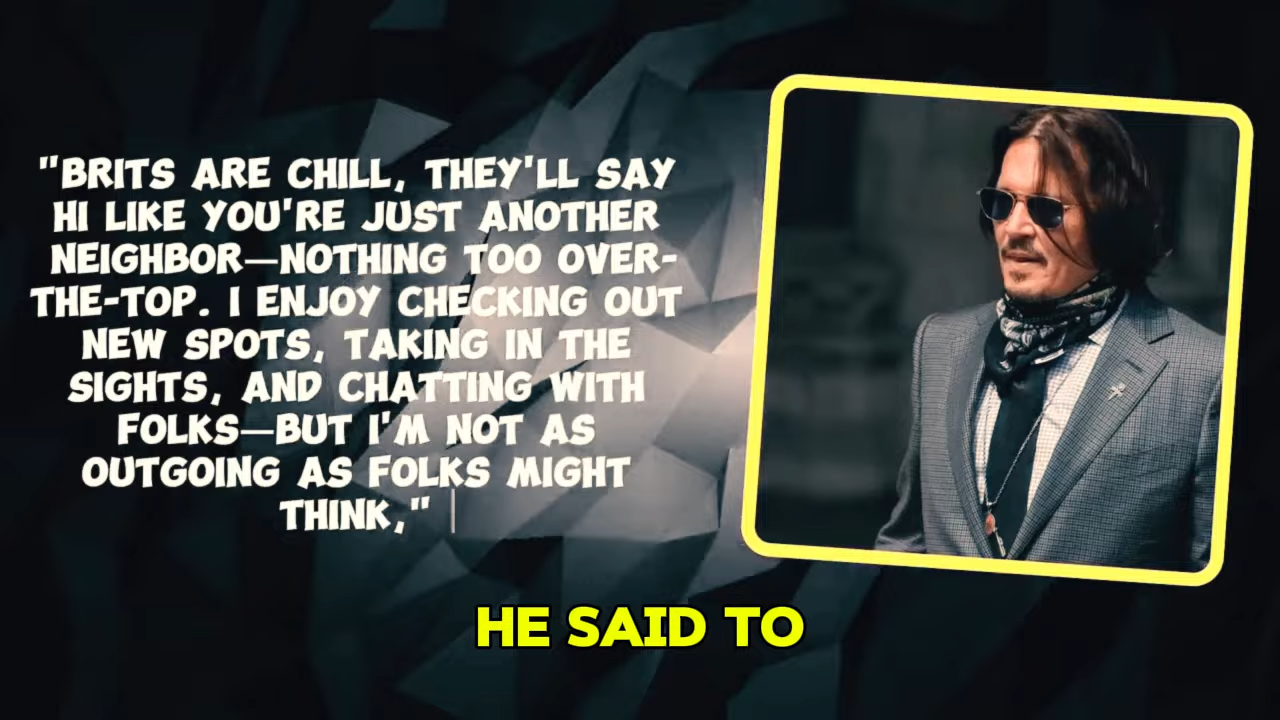 "BRITS ARE CHILL, THEY'LL SAY
HI LIKE YOU'RE JUST ANOTHER
NEIGHBOR—NOTHING TOO OVER-
THE-TOP. I ENJOY CHECKING OUT
NEW SPOTS, TAKING IN THE
SIGHTS, AND CHATTING WITH
FOLKS—BUT I'M NOT AS
OUTGOING AS FOLKS MIGHT
THINK,"
HE SAID TO